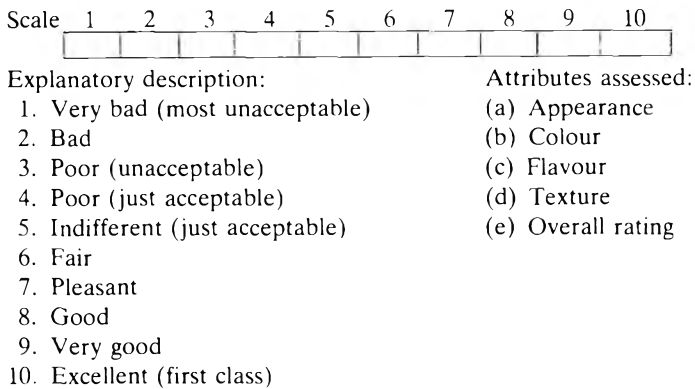 Scale 1 2 3 4 5 6 7 8 9 10
Explanatory description:
1. Very bad (most unacceptable)
2. Bad
3. Poor (unacceptable)
4. Poor (just acceptable)
5. Indifferent (just acceptable)
6. Fair
7. Pleasant
8. Good
9. Very good
10. Excellent (first class)
Attributes assessed:
(a) Appearance
(b) Colour
(c) Flavour
(d) Texture
(e) Overall rating